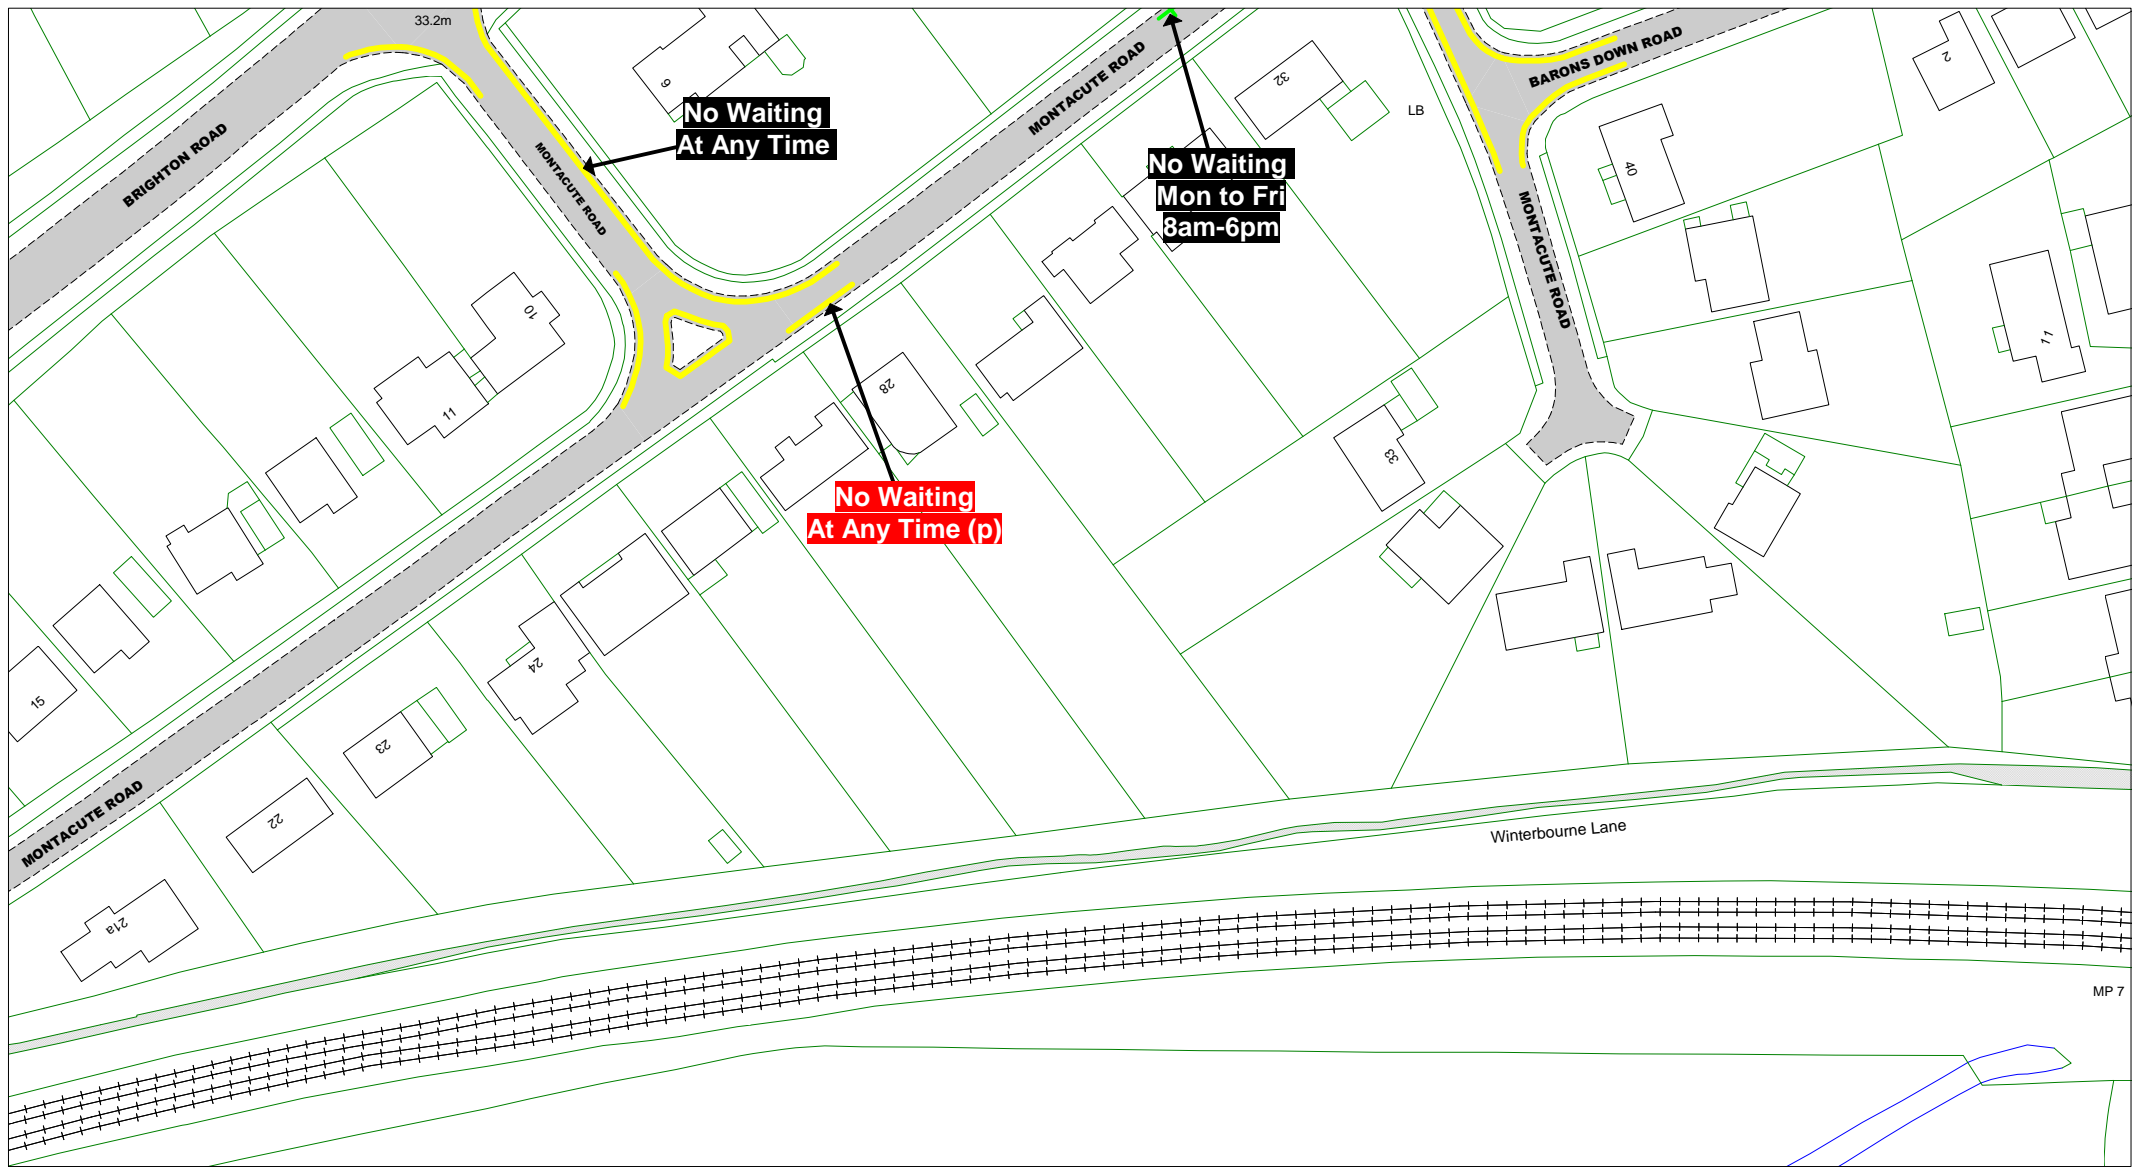 33.2m
BRIGHTON ROAD
9
No Waiting
At Any Time
MONTACUTE ROAD
MONTACUTE ROAD
No Waiting
Mon to Fri
8am-6pm
32
LB
BARONS DOWN ROAD
2
40
MONTACUTE ROAD
11
10
11
28
33
No Waiting
At Any Time (p)
15
24
23
22
21a
MONTACUTE ROAD
Winterbourne Lane
MP 7